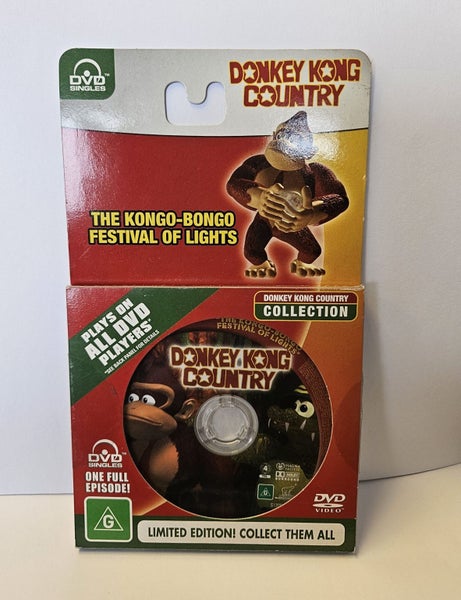 DVD
SINGLES
DONKEY KONG
COUNTRY
THE KONGO-BONGO
FESTIVAL OF LIGHTS
PLAYS ON
ALL DVD
PLAYERS*
*SEE BACK PANEL FOR DETAILS
DONKEY KONG COUNTRY
COLLECTION
THE KONGO-BONGO
FESTIVAL OF LIGHTS
DONKEY KONG
COUNTRY
4
G
DVD
SINGLES
ONE FULL
EPISODE!
G
DVD
VIDEO
LIMITED EDITION! COLLECT THEM ALL